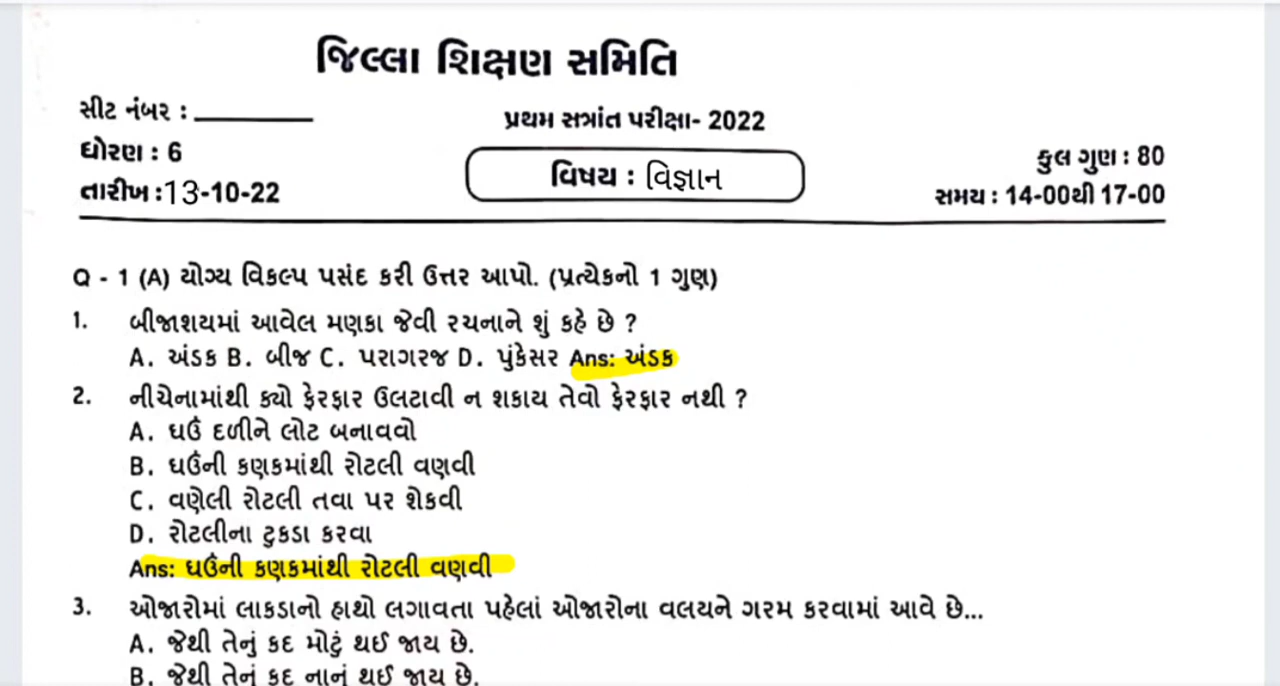 જિલ્લા શિક્ષણ સમિતિ
સીટ નંબર : ________
પ્રથમ સત્રાંત પરીક્ષા- 2022
ધોરણ : 6
કુલ ગુણ : 80
વિષય : વિજ્ઞાન
તારીખ :13-10-22
સમય : 14-00થી 17-00
Q - 1 (A) યોગ્ય વિકલ્પ પસંદ કરી ઉત્તર આપો. (પ્રત્યેકનો 1 ગુણ)
1. બીજાશયમાં આવેલ મણકા જેવી રચનાને શું કહે છે ?
A. અંડક B. બીજ C. પરાગરજ D. પુંકેસર Ans: અંડક
2. નીચેનામાંથી ક્યો ફેરફાર ઉલટાવી ન શકાય તેવો ફેરફાર નથી ?
A. ઘઉં દળીને લોટ બનાવવો
B. ઘઉંની કણકમાંથી રોટલી વણવી
C. વણેલી રોટલી તવા પર શેકવી
D. રોટલીના ટુકડા કરવા
Ans: ઘઉંની કણકમાંથી રોટલી વણવી
3. ઓજારોમાં લાકડાનો હાથો લગાવતા પહેલાં ઓજારોના વલયને ગરમ કરવામાં આવે છે...
A. જેથી તેનું કદ મોટું થઈ જાય છે.
B. જેથી તેનું કદ નાનું થઈ જાય છે.